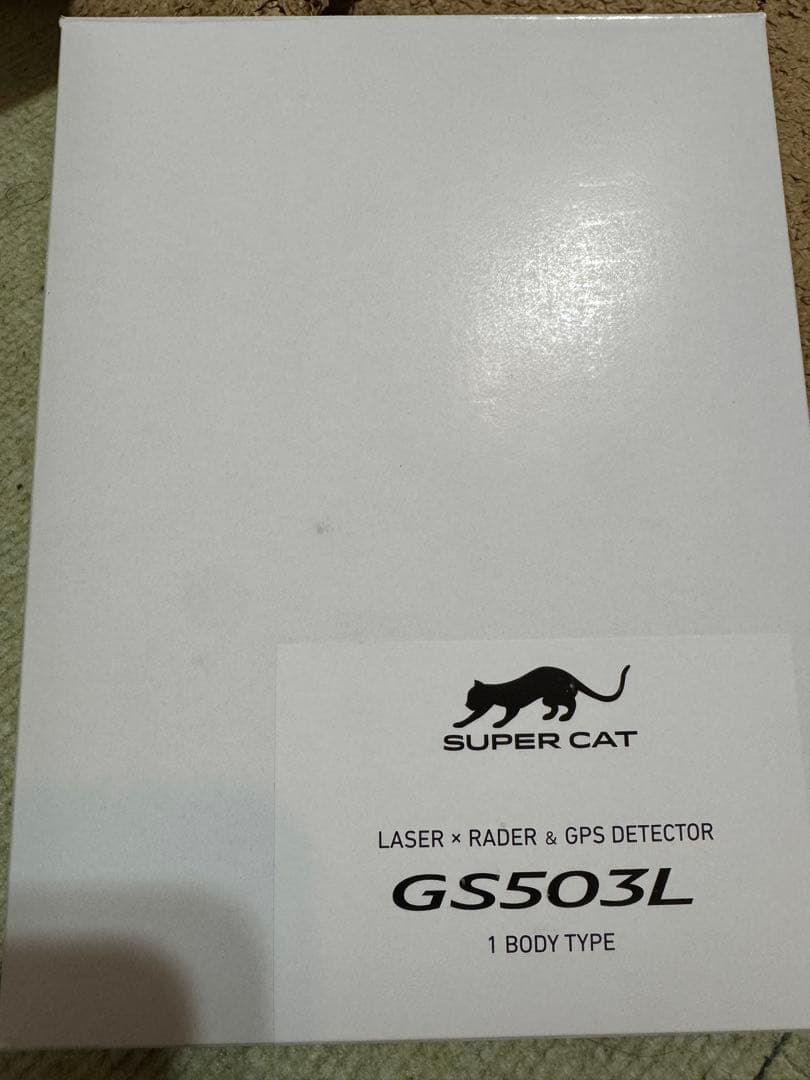 SUPER CAT
LASER × RADER & GPS DETECTOR
GS503L
1 BODY TYPE